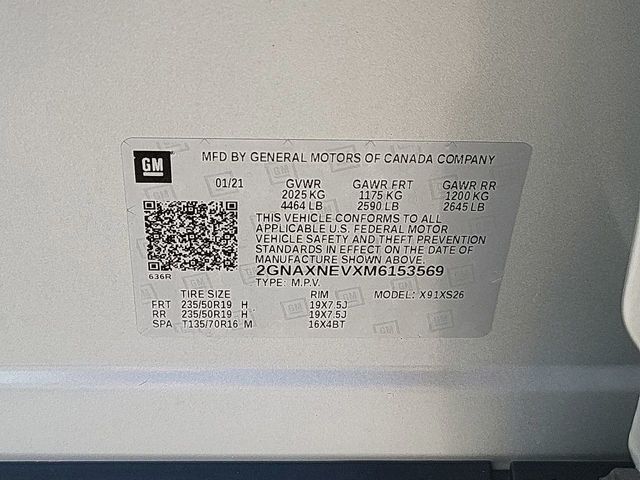 GM
MFD BY GENERAL MOTORS OF CANADA COMPANY
01/21 GVWR GAWR FRT GAWR RR
2025 KG 1175 KG 1200 KG
4464 LB 2590 LB 2645 LB
THIS VEHICLE CONFORMS TO ALL
APPLICABLE U.S. FEDERAL MOTOR
VEHICLE SAFETY AND THEFT PREVENTION
STANDARDS IN EFFECT ON THE DATE OF
MANUFACTURE SHOWN ABOVE.
2GNAXNEVXM6153569
636R TYPE: M.P.V.
TIRE SIZE RIM MODEL: X91XS26
FRT 235/50R19 H 19X7.5J
RR 235/50R19 H 19X7.5J
SPA T135/70R16 M 16X4BT